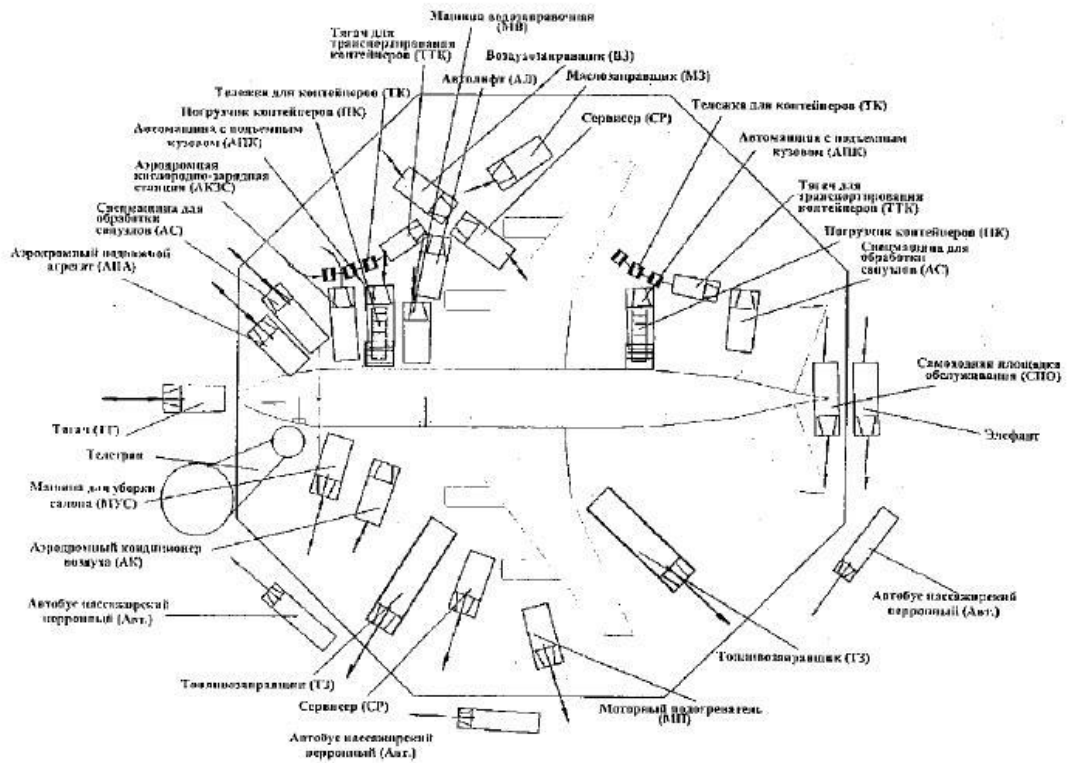 Машина водозаправочная
(МВ)
Тягач для
транспортирования
контейнеров (ТТК)
Воздухозаправщик (ВЗ)
Маслозаправщик (МЗ)
Автолифт (АЛ)
Тележка для контейнеров (ТК)
Погрузчик контейнеров (ПК)
Автомашина с подъемным
кузовом (АПК)
Аэродромная
кислородно-зарядная
станция (АКЗС)
Спецмашина для
обработки
санузлов (АС)
Аэродромный подвижной
агрегат (АПА)
Сервисер (СР)
Тележка для контейнеров (ТК)
Автомашина с подъемным
кузовом (АПК)
Тягач для
транспортирования
контейнеров (ТТК)
Погрузчик контейнеров (ПК)
Спецмашина для
обработки
санузлов (АС)
Самоходная площадка
обслуживания (СПО)
Элефант
Тягач (ТГ)
Телетрап
Машина для уборки
салона (МУС)
Аэродромный кондиционер
воздуха (АК)
Автобус пассажирский
перронный (Авт.)
Топливозаправщик (ТЗ)
Сервисер (СР)
Автобус пассажирский
перронный (Авт.)
Моторный подогреватель
(МП)
Топливозаправщик (ТЗ)
Автобус пассажирский
перронный (Авт.)